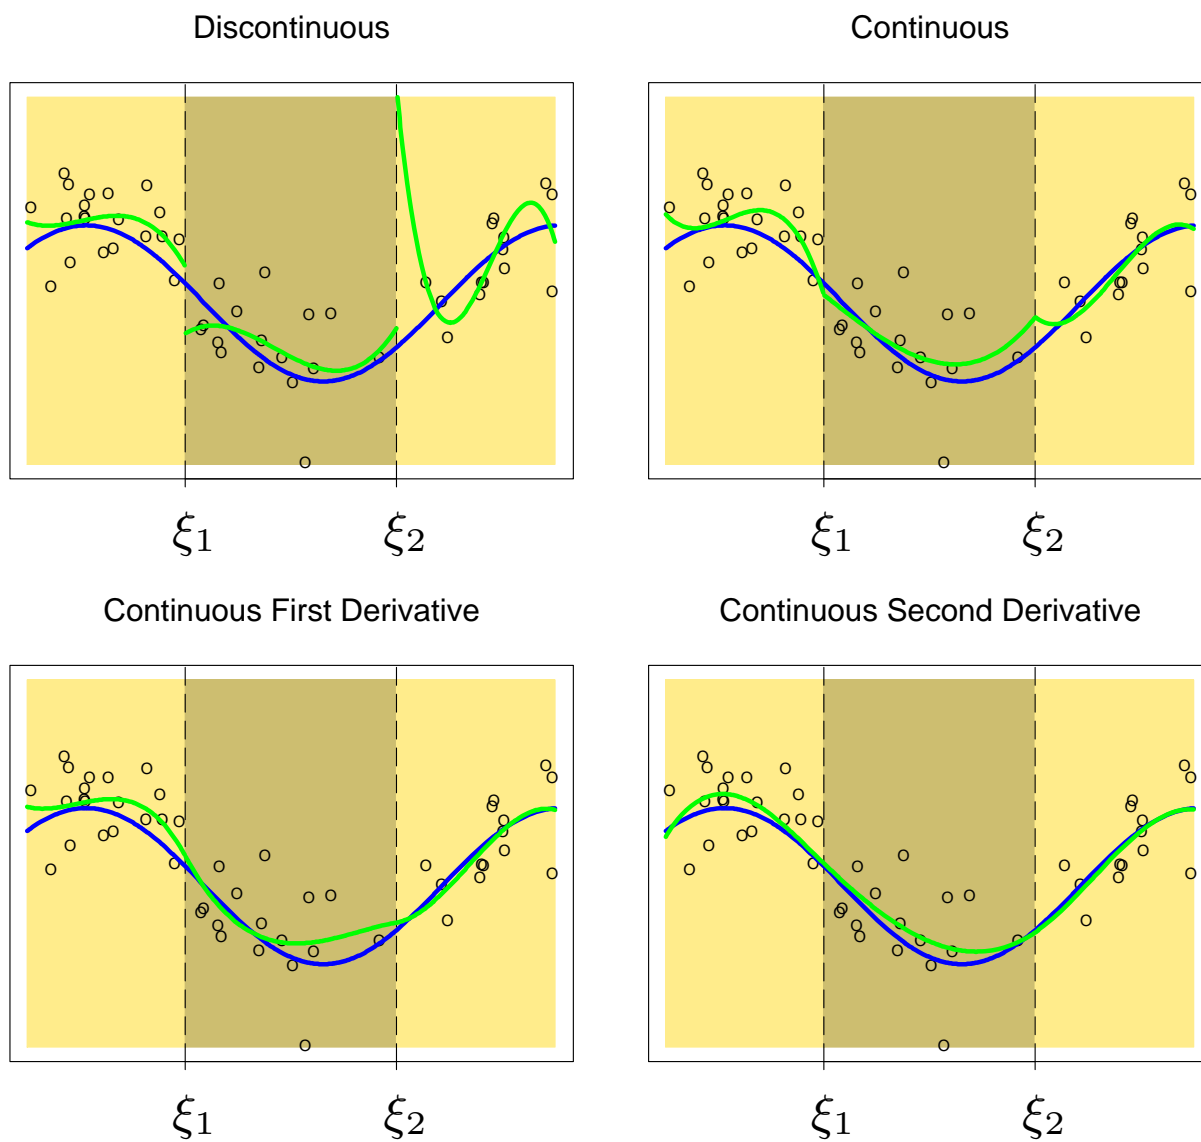 Discontinuous
Continuous
ξ1 ξ2
ξ1 ξ2
Continuous First Derivative
Continuous Second Derivative
ξ1 ξ2
ξ1 ξ2